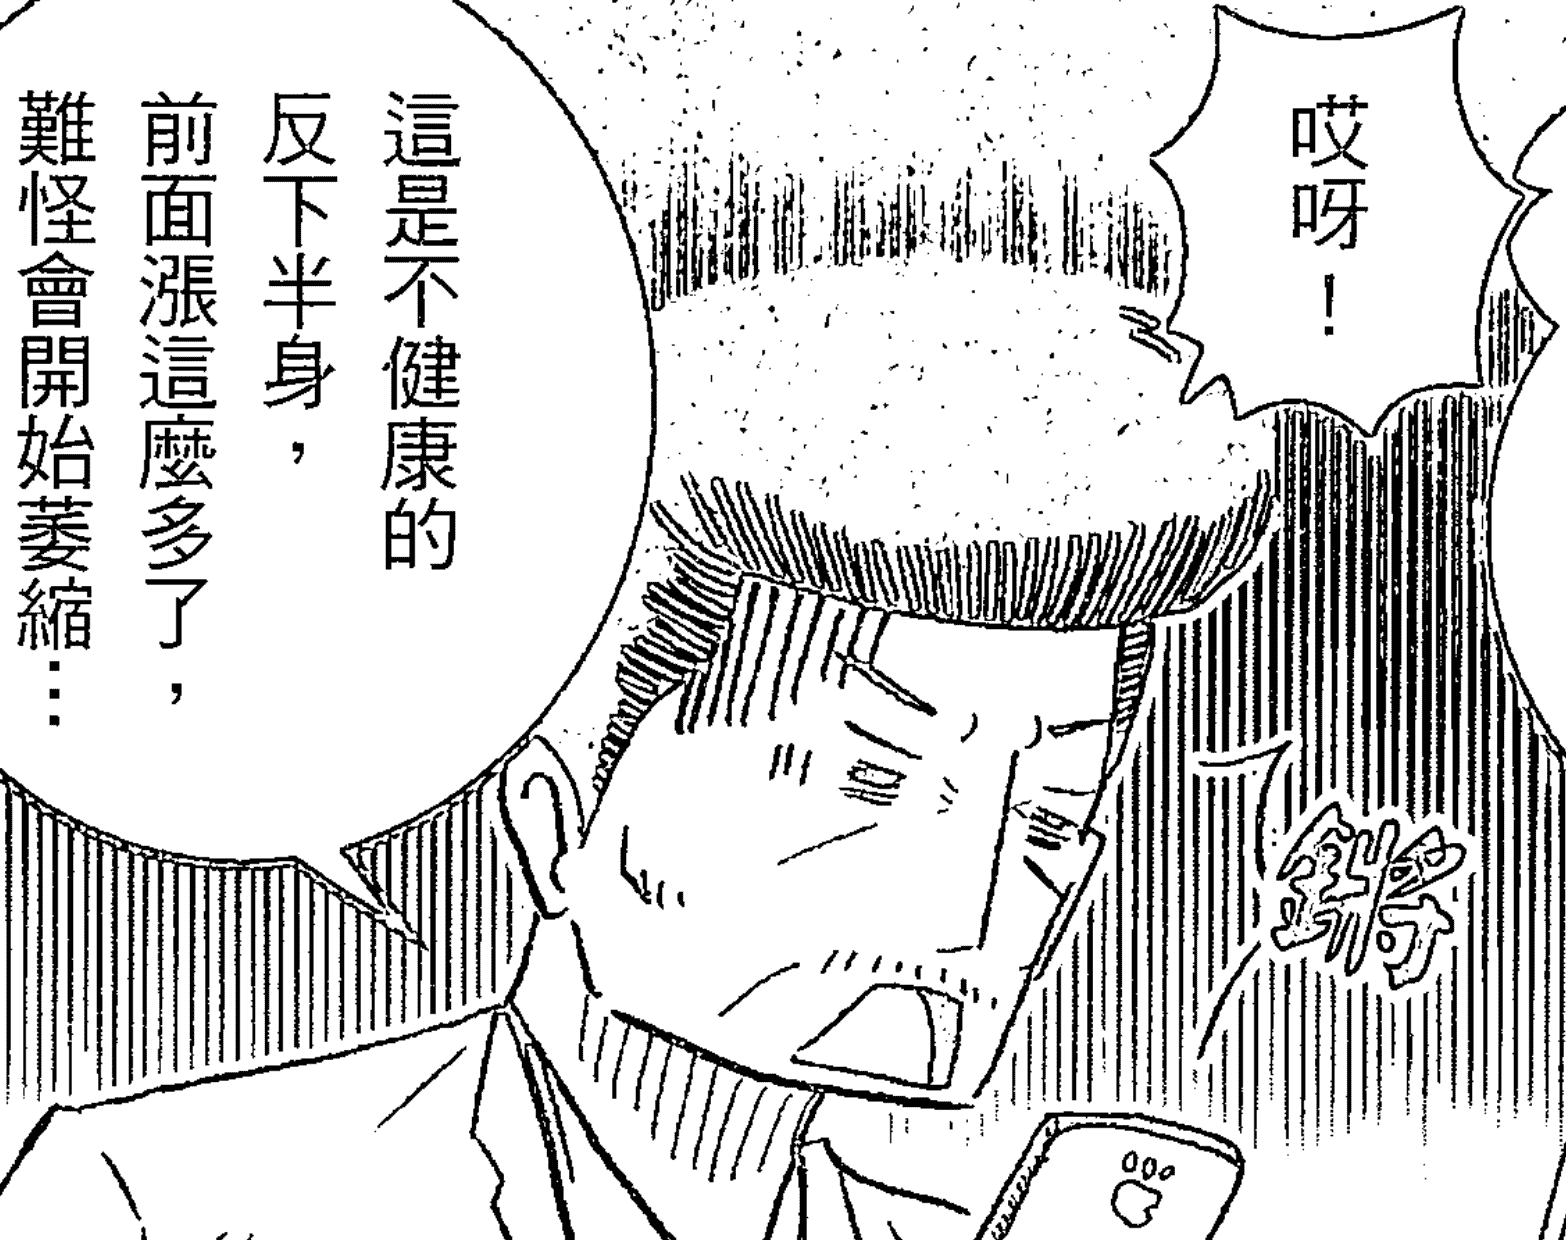 哎呀！
這是不健康的
反下半身，
前面漲這麼多了，
難怪會開始萎縮…
鏘